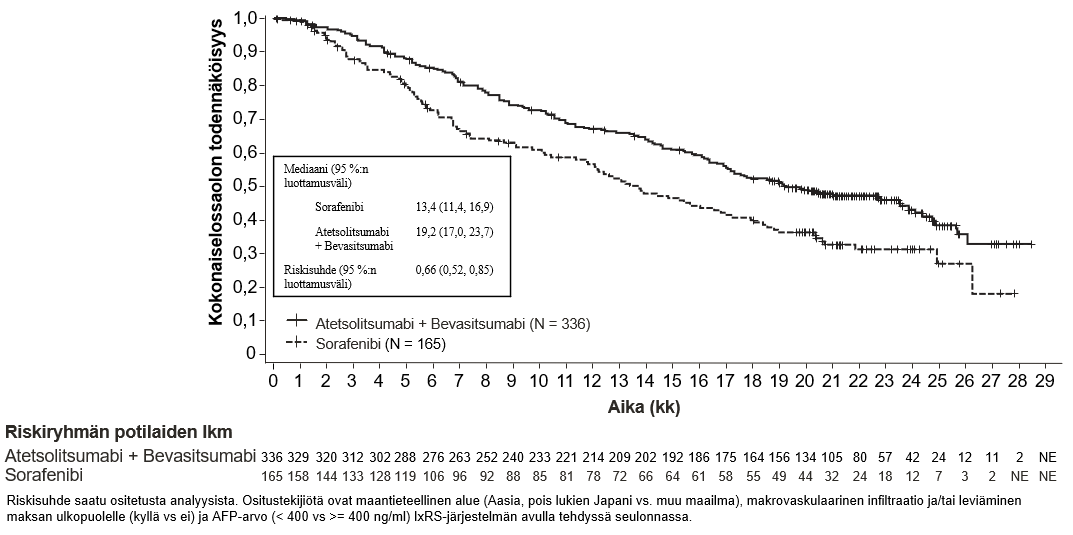 Kokonaiselossaolon todennäköisyys
1,0
0,9
0,8
0,7
0,6
0,5
0,4
0,3
0,2
0,1
0
Mediaani (95 %:n
luottamusväli)
Sorafenibi 13,4 (11,4, 16,9)
Atetsolitsumabi 19,2 (17,0, 23,7)
+ Bevasitsumabi
Riskisuhde (95 %:n 0,66 (0,52, 0,85)
luottamusväli)
Atetsolitsumabi + Bevasitsumabi (N = 336)
Sorafenibi (N = 165)
0 1 2 3 4 5 6 7 8 9 10 11 12 13 14 15 16 17 18 19 20 21 22 23 24 25 26 27 28 29
Aika (kk)
Riskiryhmän potilaiden lkm
Atetsolitsumabi + Bevasitsumabi 336 329 320 312 302 288 276 263 252 240 233 221 214 209 202 192 186 175 164 156 134 105 80 57 42 24 12 11 2 NE
Sorafenibi 165 158 144 133 128 119 106 96 92 88 85 81 78 72 66 64 61 58 55 49 44 32 24 18 12 7 3 2 NE NE
Riskisuhde saatu ositetusta analyysista. Ositustekijöitä ovat maantieteellinen alue (Aasia, pois lukien Japani vs. muu maailma), makrovaskulaarinen infiltraatio ja/tai leviäminen
maksan ulkopuolelle (kyllä vs ei) ja AFP-arvo (< 400 vs >= 400 ng/ml) IxRS-järjestelmän avulla tehdyssä seulonnassa.